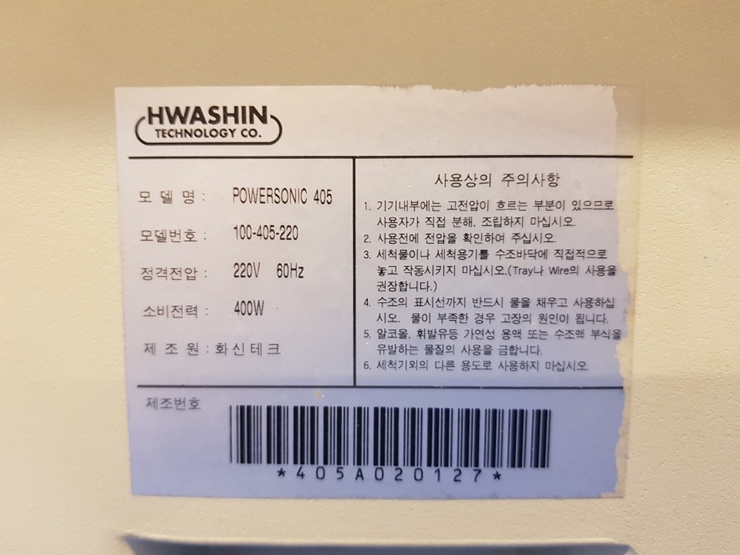 HWASHIN
TECHNOLOGY CO.
모 델 명 : POWERSONIC 405
모델번호 : 100-405-220
정격전압 : 220V 60Hz
소비전력 : 400W
제 조 원 : 화신테크
사용상의 주의사항
1. 기기내부에는 고전압이 흐르는 부분이 있으므로
사용자가 직접 분해, 조립하지 마십시오.
2. 사용전에 전압을 확인하여 주십시오.
3. 세척물이나 세척용기를 수조바닥에 직접적으로
놓고 작동시키지 마십시오.(Tray나 Wire의 사용을
권장합니다.)
4. 수조의 표시선까지 반드시 물을 채우고 사용하십
시오. 물이 부족한 경우 고장의 원인이 됩니다.
5. 알코올, 휘발유등 가연성 용액 또는 수조액 부식을
유발하는 물질의 사용을 금합니다.
6. 세척기외의 다른 용도로 사용하지 마십시오.
제조번호
*405A020127*